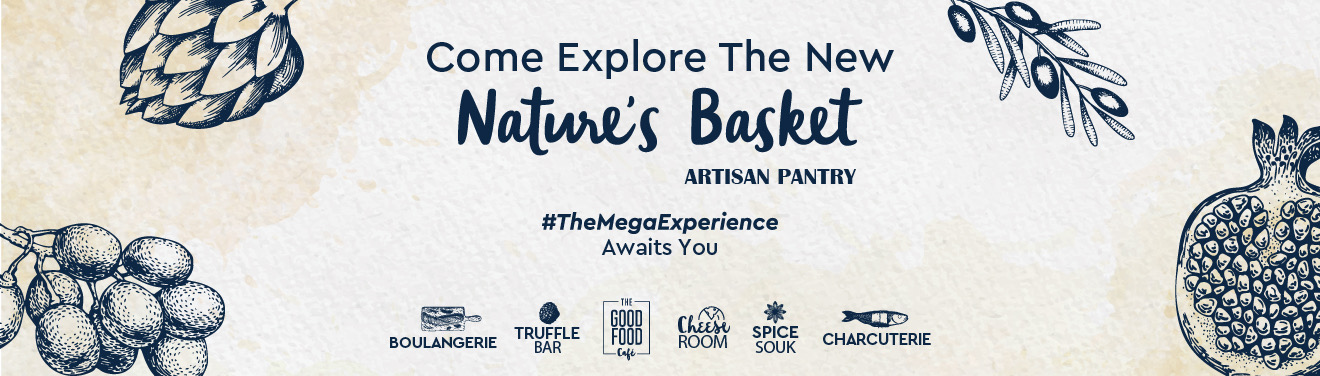 Come Explore The New
Nature's Basket
ARTISAN PANTRY
#TheMegaExperience
Awaits You
BOULANGERIE
TRUFFLE
BAR
THE
GOOD
FOOD
Café
Cheese
ROOM
SPICE
SOUK
CHARCUTERIE